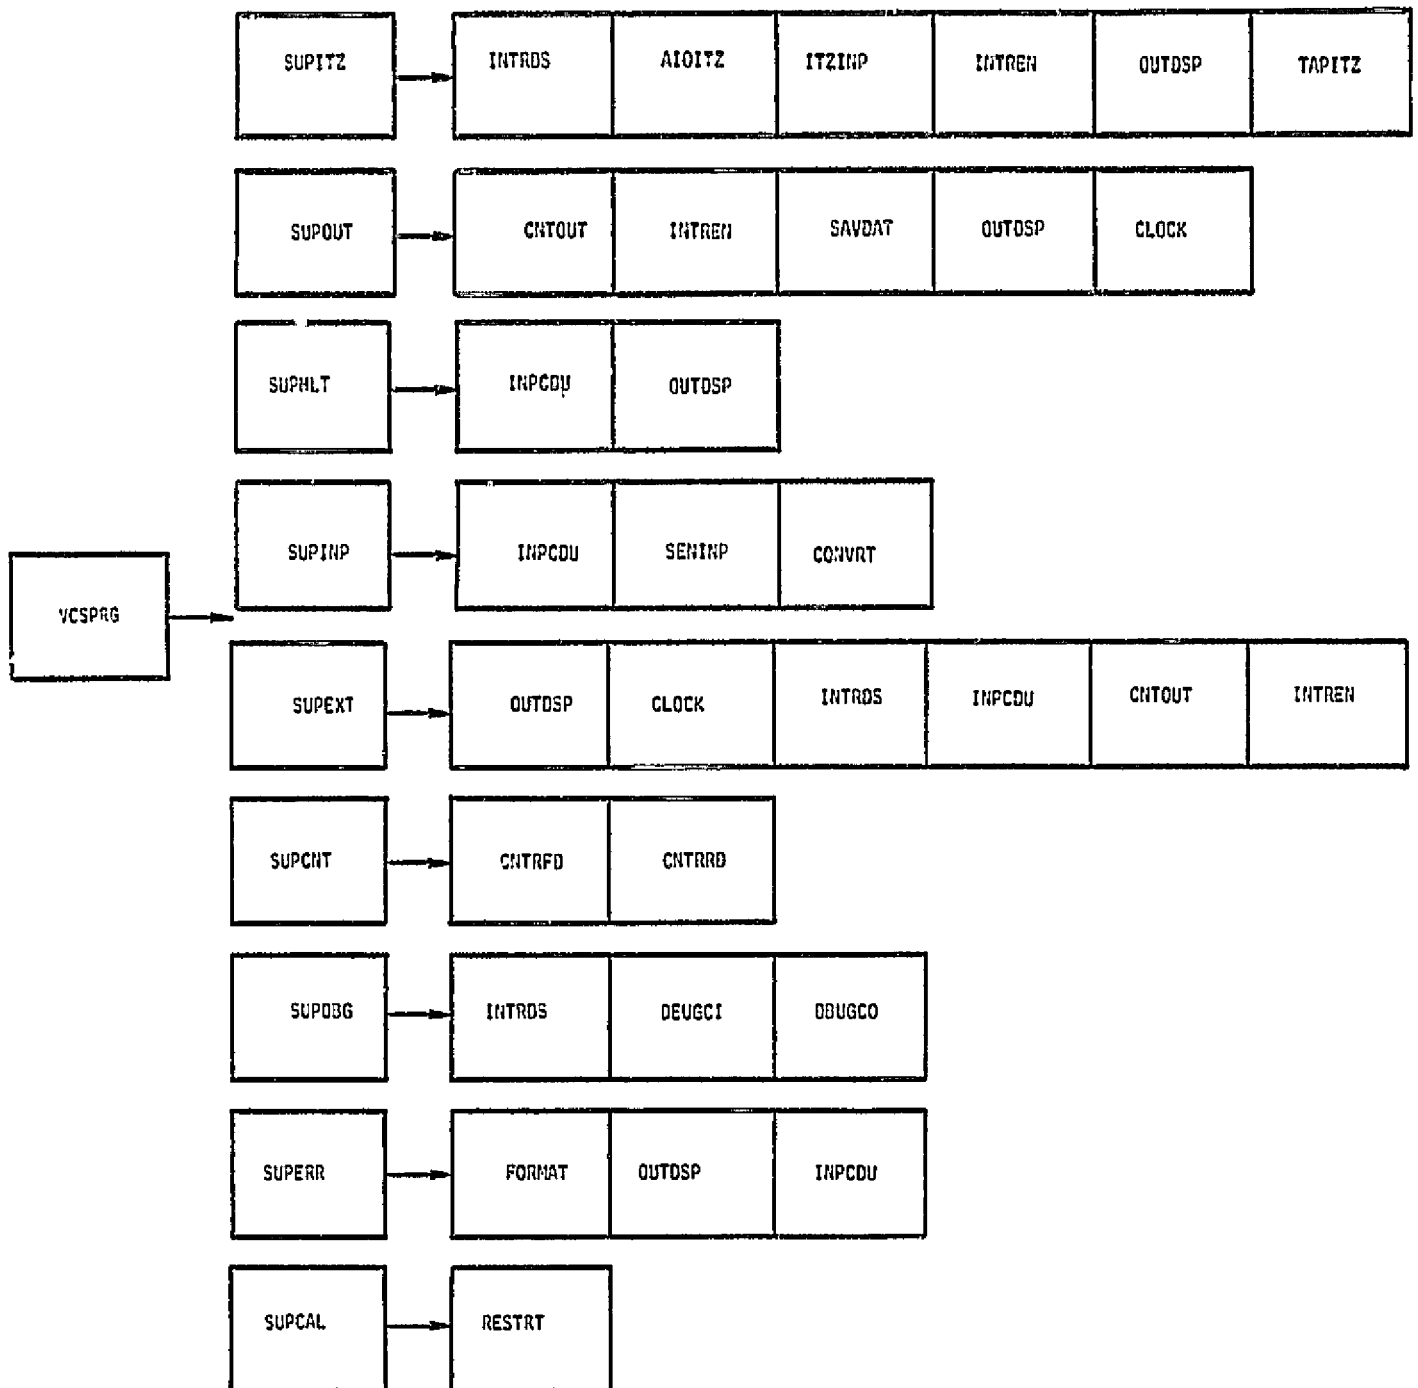 SUPITZ INTRDS AIOITZ ITZINP INTREN OUTDSP TAPITZ
SUPOUT CNTOUT INTREN SAVDAT OUTDSP CLOCK
SUPHLT INPCDU OUTDSP
SUPINP INPCDU SENINP CONVRT
VCSPRG
SUPEXT OUTDSP CLOCK INTRDS INPCDU CNTOUT INTREN
SUPCNT CNTRFD CNTRRD
SUPDBG INTRDS DEUGCI DBUGCO
SUPERR FORMAT OUTDSP INPCDU
SUPCAL RESTRT